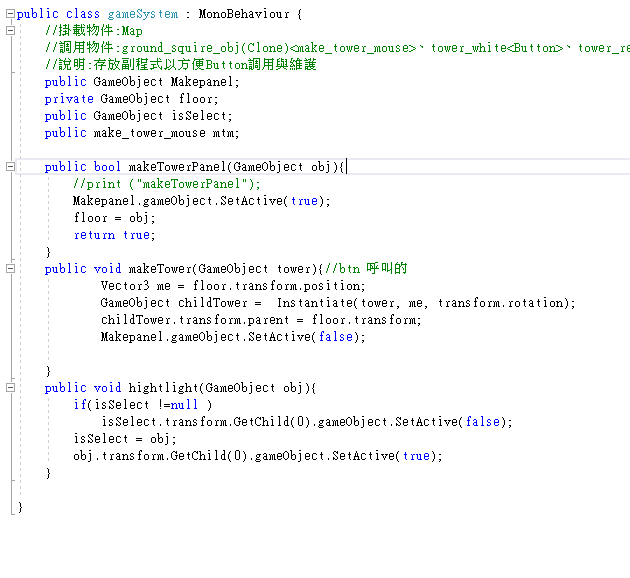 public class gameSystem : MonoBehaviour {
//掛載物件:Map
//調用物件:ground_squire_obj(Clone)<make_tower_mouse>、tower_white<Button>、tower_re
//說明:存放副程式以方便Button調用與維護
public GameObject Makepanel;
private GameObject floor;
public GameObject isSelect;
public make_tower_mouse mtm;
public bool makeTowerPanel(GameObject obj){
//print ("makeTowerPanel");
Makepanel.gameObject.SetActive(true);
floor = obj;
return true;
}
public void makeTower(GameObject tower){//btn 呼叫的
Vector3 me = floor.transform.position;
GameObject childTower =  Instantiate(tower, me, transform.rotation);
childTower.transform.parent = floor.transform;
Makepanel.gameObject.SetActive(false);
}
public void hightlight(GameObject obj){
if(isSelect !=null )
isSelect.transform.GetChild(0).gameObject.SetActive(false);
isSelect = obj;
obj.transform.GetChild(0).gameObject.SetActive(true);
}
}